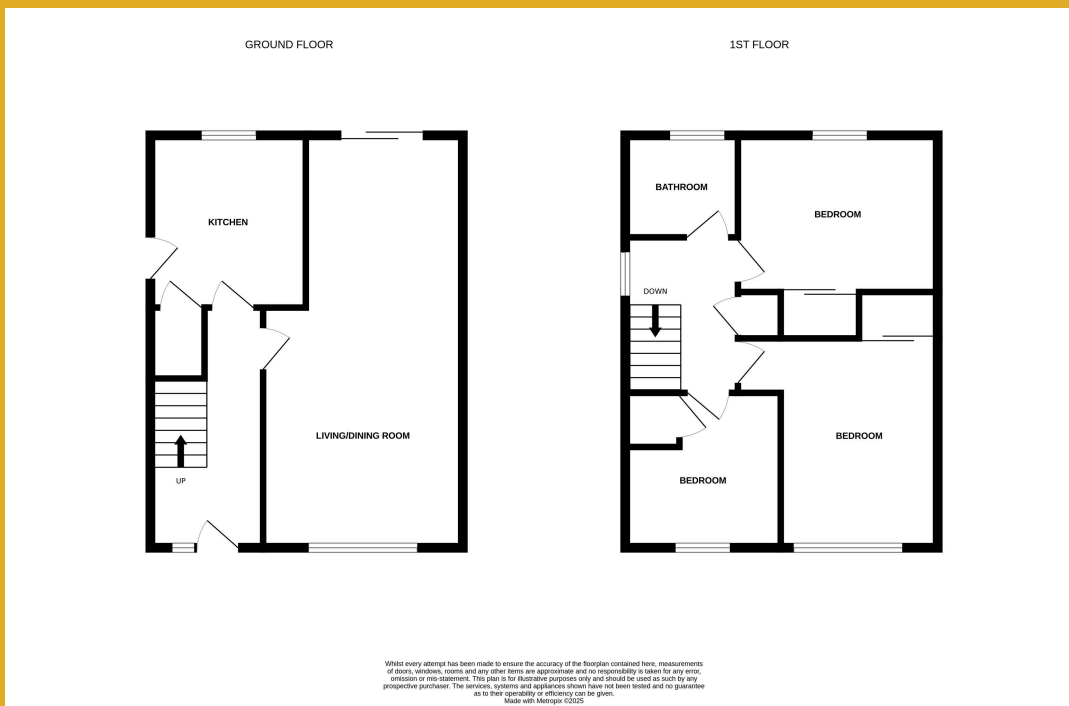 GROUND FLOOR
1ST FLOOR
KITCHEN
LIVING/DINING ROOM
UP
BATHROOM
BEDROOM
DOWN
BEDROOM
BEDROOM
Whilst every attempt has been made to ensure the accuracy of the floorplan contained here, measurements
of doors, windows, rooms and any other items are approximate and no responsibility is taken for any error,
omission or mis-statement. This plan is for illustrative purposes only and should be used as such by any
prospective purchaser. The services, systems and appliances shown have not been tested and no guarantee
as to their operability or efficiency can be given.
Made with Metropix ©2025